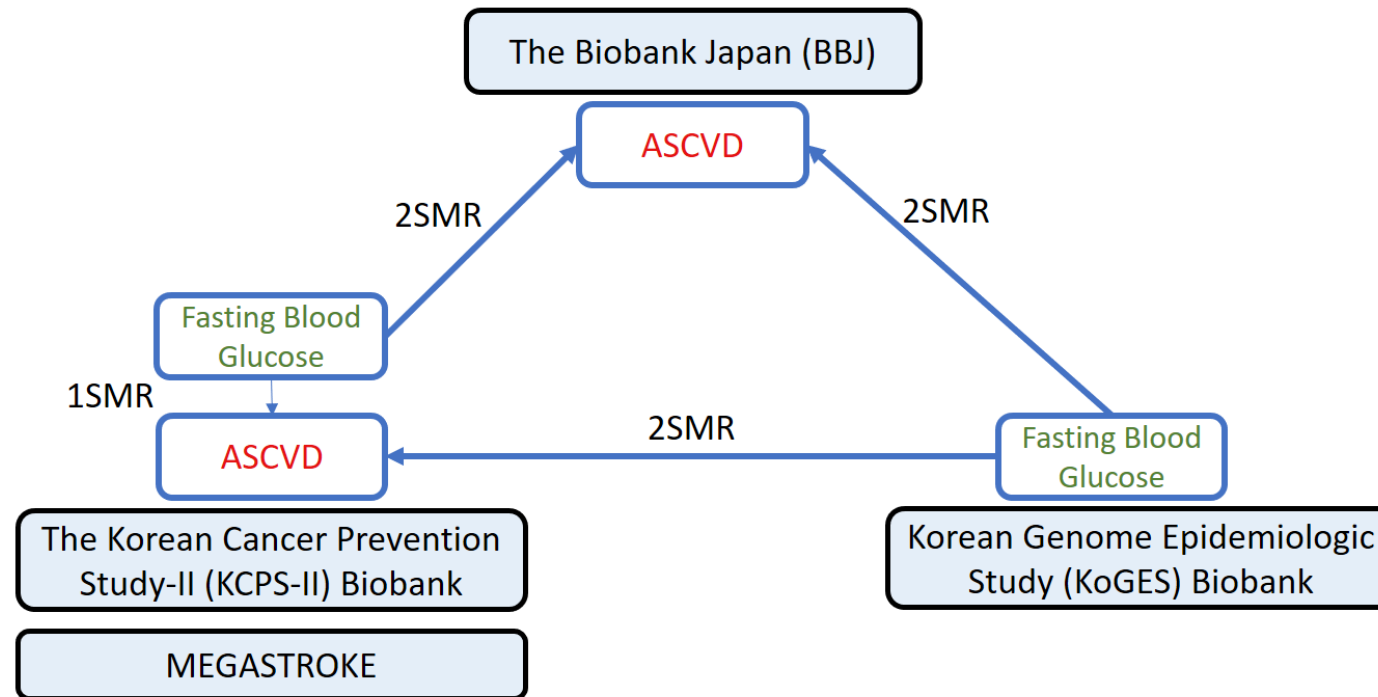 The Biobank Japan (BBJ)
ASCVD
2SMR
2SMR
Fasting Blood
Glucose
1SMR
ASCVD
2SMR
Fasting Blood
Glucose
The Korean Cancer Prevention
Study-II (KCPS-II) Biobank
Korean Genome Epidemiologic
Study (KoGES) Biobank
MEGASTROKE